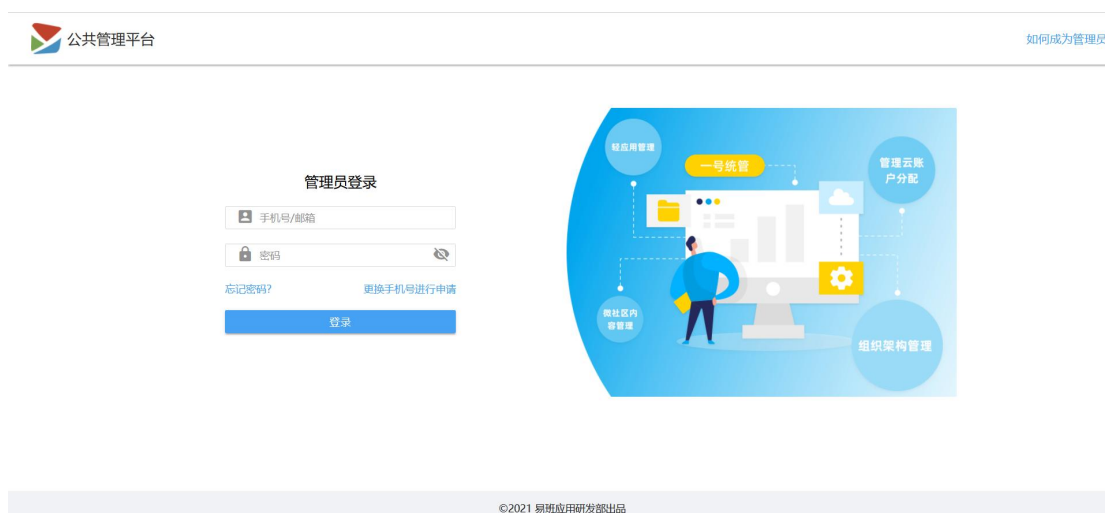 公共管理平台
如何成为管理员
管理员登录
手机号/邮箱
密码
忘记密码?
更换手机号进行申请
登录
轻应用管理
一号统管
管理云账
户分配
微社区内
容管理
组织架构管理
©2021 易班应用研发部出品